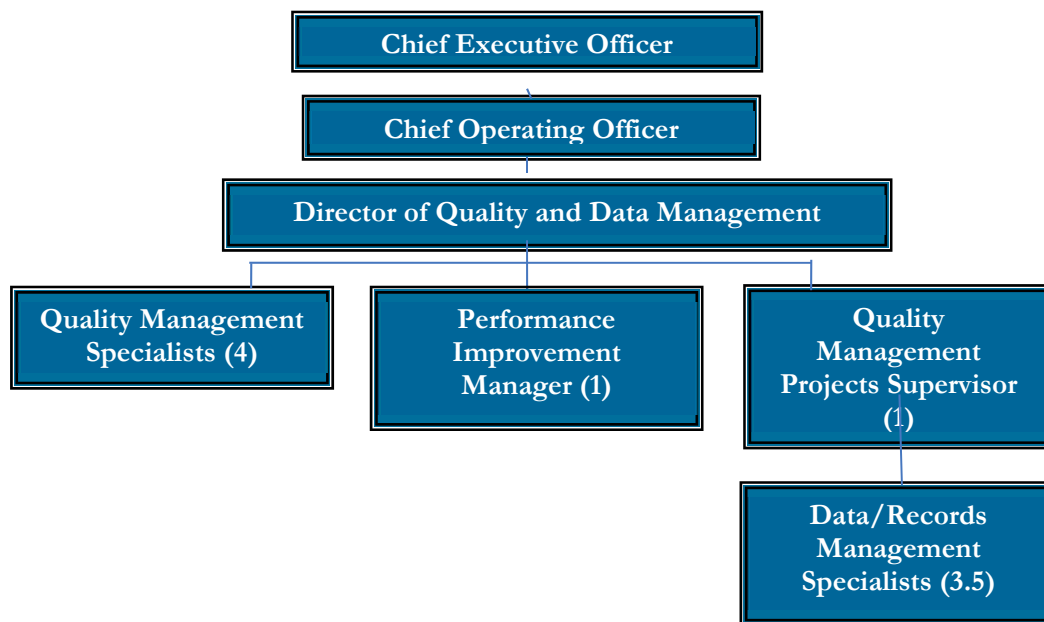 Chief Executive Officer
Chief Operating Officer
Director of Quality and Data Management
Quality Management
Specialists (4)
Performance
Improvement
Manager (1)
Quality
Management
Projects Supervisor
(1)
Data/Records
Management
Specialists (3.5)